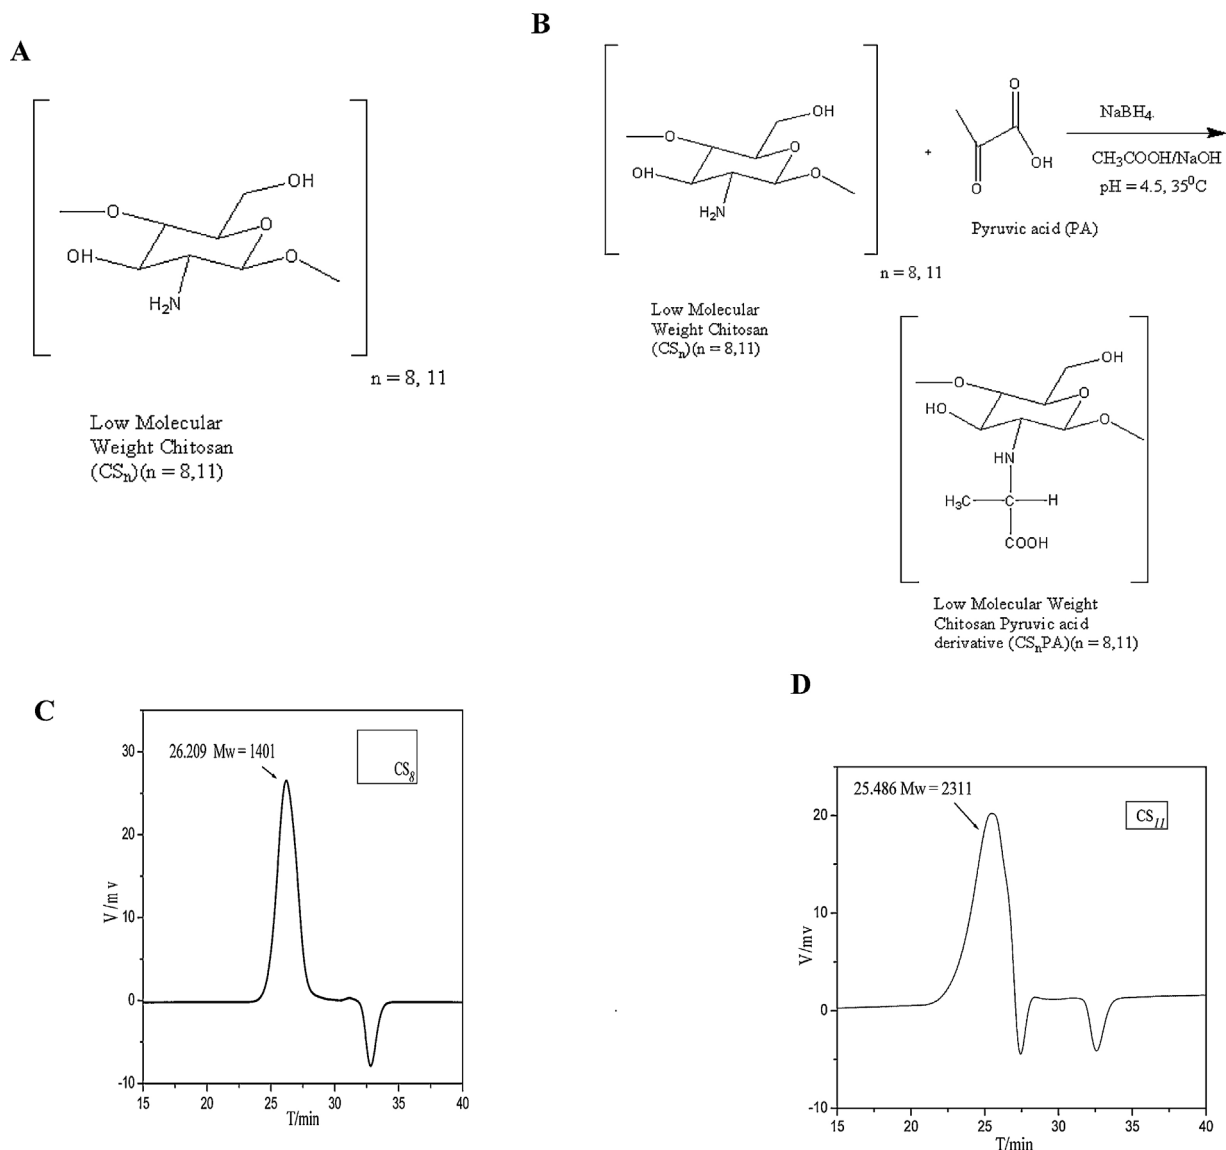 A
OH
O
O
OH
O
H₂N
n = 8, 11
Low Molecular
Weight Chitosan
(CSₙ)(n = 8,11)
B
OH
O
O
OH
O
H₂N
n = 8, 11
Low Molecular
Weight Chitosan
(CSₙ)(n = 8,11)
+
O
OH
O
Pyruvic acid (PA)
NaBH₄.
CH₃COOH/NaOH
pH = 4.5, 35⁰C
OH
O
O
HO
O
HN
H₃C C H
COOH
Low Molecular Weight
Chitosan Pyruvic acid
derivative (CSₙPA)(n = 8,11)
C
26.209 Mw = 1401
CS₈
30
20
10
0
-10
V/m v
15 20 25 30 35 40
T/min
D
25.486 Mw = 2311
CS₁₁
20
10
0
-10
V/mv
15 20 25 30 35 40
T/min